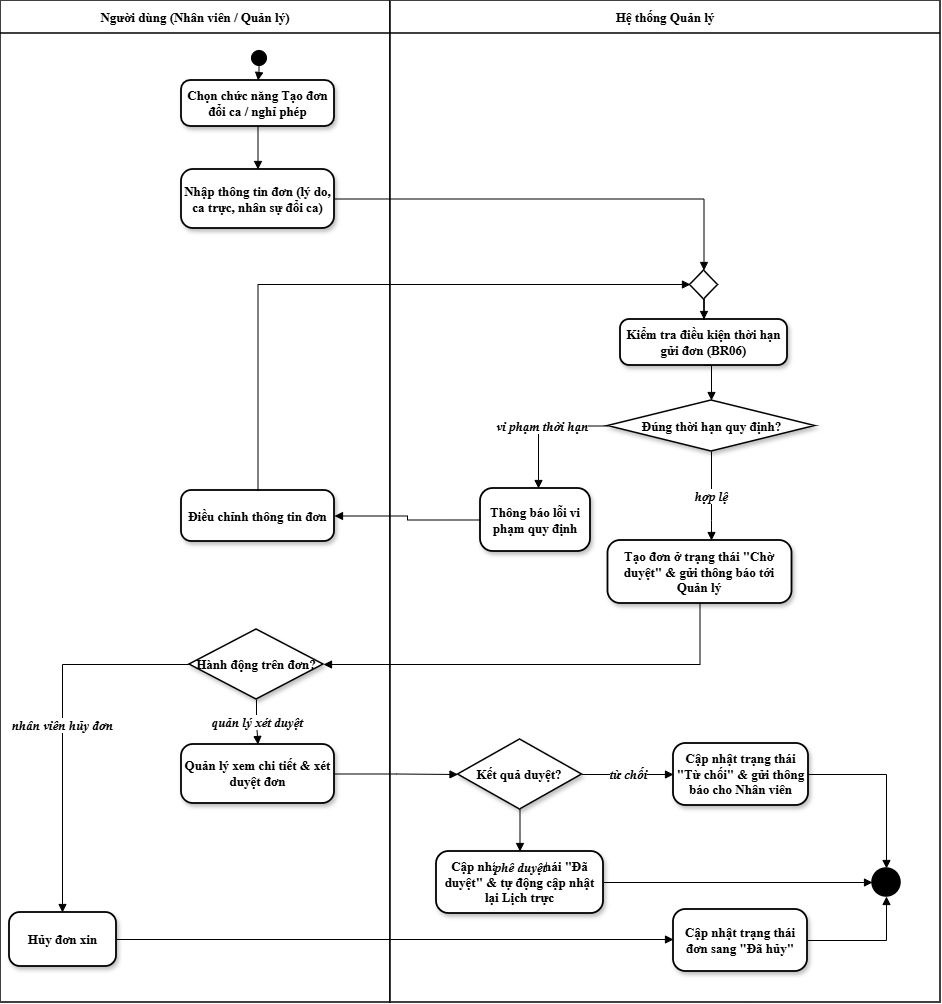 Người dùng (Nhân viên / Quản lý)
Hệ thống Quản lý
Chọn chức năng Tạo đơn
đổi ca / nghỉ phép
Nhập thông tin đơn (lý do,
ca trực, nhân sự đổi ca)
Kiểm tra điều kiện thời hạn
gửi đơn (BR06)
vi phạm thời hạn
Đúng thời hạn quy định?
hợp lệ
Điều chỉnh thông tin đơn
Thông báo lỗi vi
phạm quy định
Tạo đơn ở trạng thái "Chờ
duyệt" & gửi thông báo tới
Quản lý
Hành động trên đơn?
nhân viên hủy đơn
quản lý xét duyệt
Quản lý xem chi tiết & xét
duyệt đơn
Kết quả duyệt?
từ chối
Cập nhật trạng thái
"Từ chối" & gửi thông
báo cho Nhân viên
phê duyệt
Cập nh thái "Đã
duyệt" & tự động cập nhật
lại Lịch trực
Hủy đơn xin
Cập nhật trạng thái
đơn sang "Đã hủy"